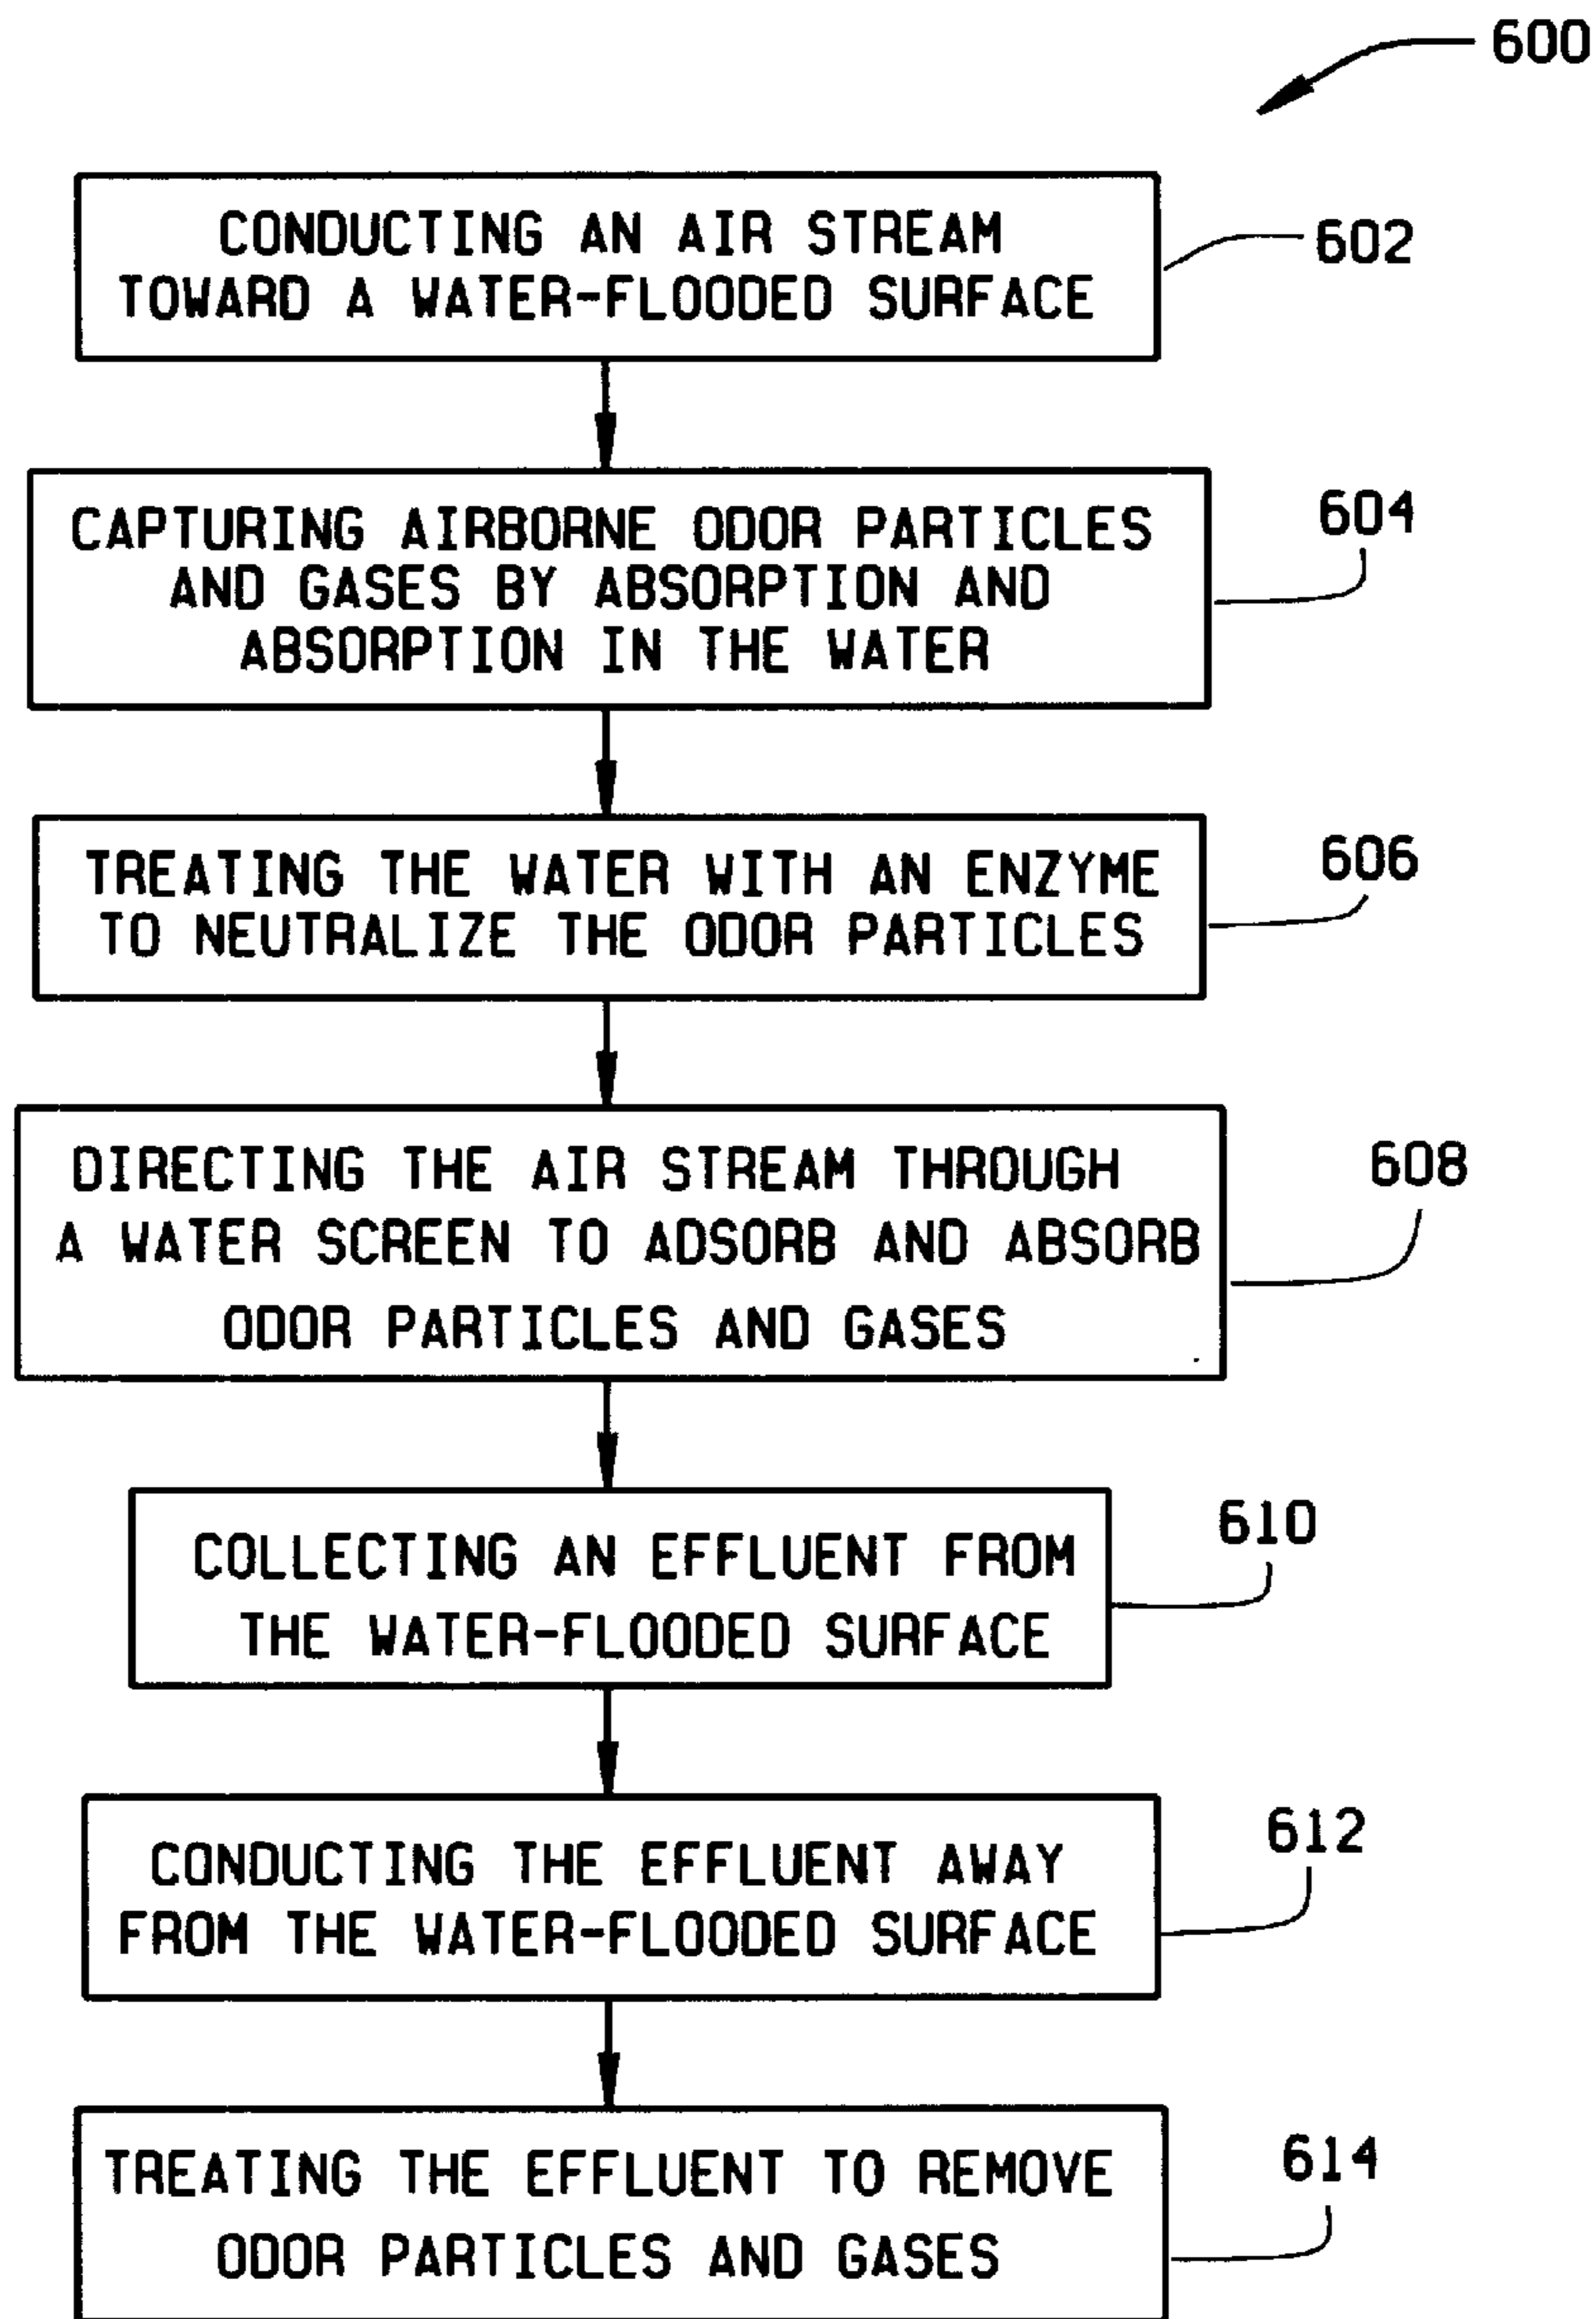 600
CONDUCTING AN AIR STREAM
TOWARD A WATER-FLOODED SURFACE
602
CAPTURING AIRBORNE ODOR PARTICLES
AND GASES BY ABSORPTION AND
ABSORPTION IN THE WATER
604
TREATING THE WATER WITH AN ENZYME
TO NEUTRALIZE THE ODOR PARTICLES
606
DIRECTING THE AIR STREAM THROUGH
A WATER SCREEN TO ADSORB AND ABSORB
ODOR PARTICLES AND GASES
608
COLLECTING AN EFFLUENT FROM
THE WATER-FLOODED SURFACE
610
CONDUCTING THE EFFLUENT AWAY
FROM THE WATER-FLOODED SURFACE
612
TREATING THE EFFLUENT TO REMOVE
ODOR PARTICLES AND GASES
614